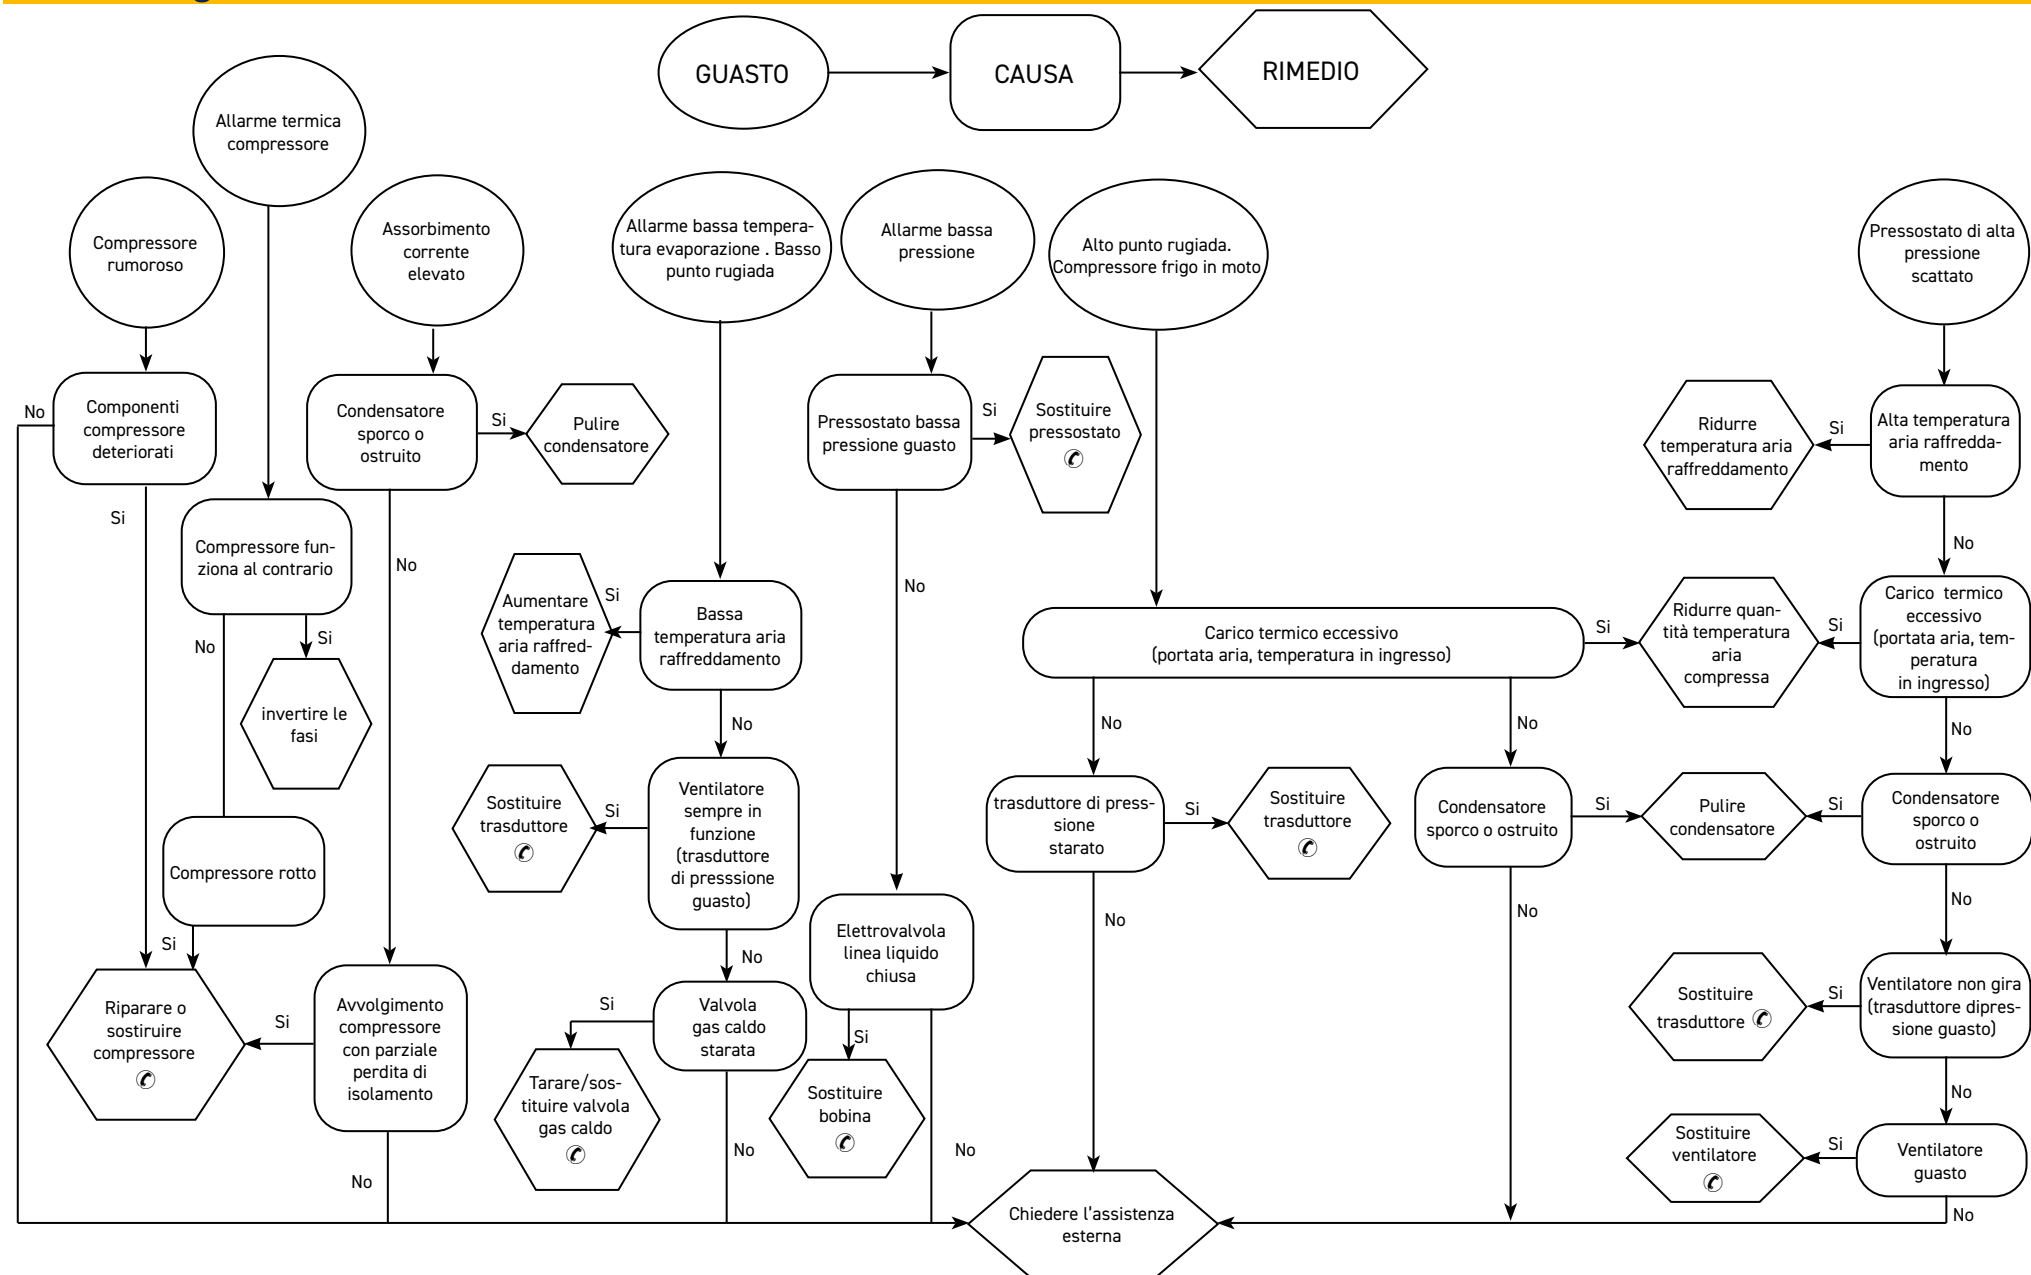 GUASTO
CAUSA
RIMEDIO
Allarme termica
compressore
Compressore
rumoroso
Assorbimento
corrente
elevato
Allarme bassa tempera-
tura evaporazione . Basso
punto rugiada
Allarme bassa
pressione
Alto punto rugiada.
Compressore frigo in moto
Pressostato di alta
pressione
scattato
No
Componenti
compressore
deteriorati
Si
Condensatore
sporco o
ostruito
Si
Pulire
condensatore
No
Pressostato bassa
pressione guasto
Si
Sostituire
pressostato
✆
No
Ridurre
temperatura aria
raffreddamento
Si
Alta temperatura
aria raffredda-
mento
No
Compressore fun-
ziona al contrario
No
Si
invertire le
fasi
Aumentare
temperatura
aria raffred-
damento
Si
Bassa
temperatura aria
raffreddamento
No
Carico termico eccessivo
(portata aria, temperatura in ingresso)
Si
No
No
Ridurre quan-
tità temperatura
aria
compressa
Si
Carico  termico
eccessivo
(portata aria, tem-
peratura
in ingresso)
No
Sostituire
trasduttore
✆
Si
Ventilatore
sempre in
funzione
(trasduttore
di presssione
guasto)
No
trasduttore di press-
sione
starato
Si
Sostituire
trasduttore
✆
No
Condensatore
sporco o ostruito
Si
No
Pulire
condensatore
Si
Condensatore
sporco o
ostruito
No
Compressore rotto
Si
Riparare o
sostiruire
compressore
✆
Si
Avvolgimento
compressore
con parziale
perdita di
isolamento
No
Si
Valvola
gas caldo
starata
No
Tarare/sos-
tituire valvola
gas caldo
✆
Elettrovalvola
linea liquido
chiusa
Si
No
Sostituire
bobina
✆
Sostituire
trasduttore ✆
Si
Ventilatore non gira
(trasduttore dipres-
sione guasto)
No
Sostituire
ventilatore
✆
Si
Ventilatore
guasto
No
Chiedere l'assistenza
esterna